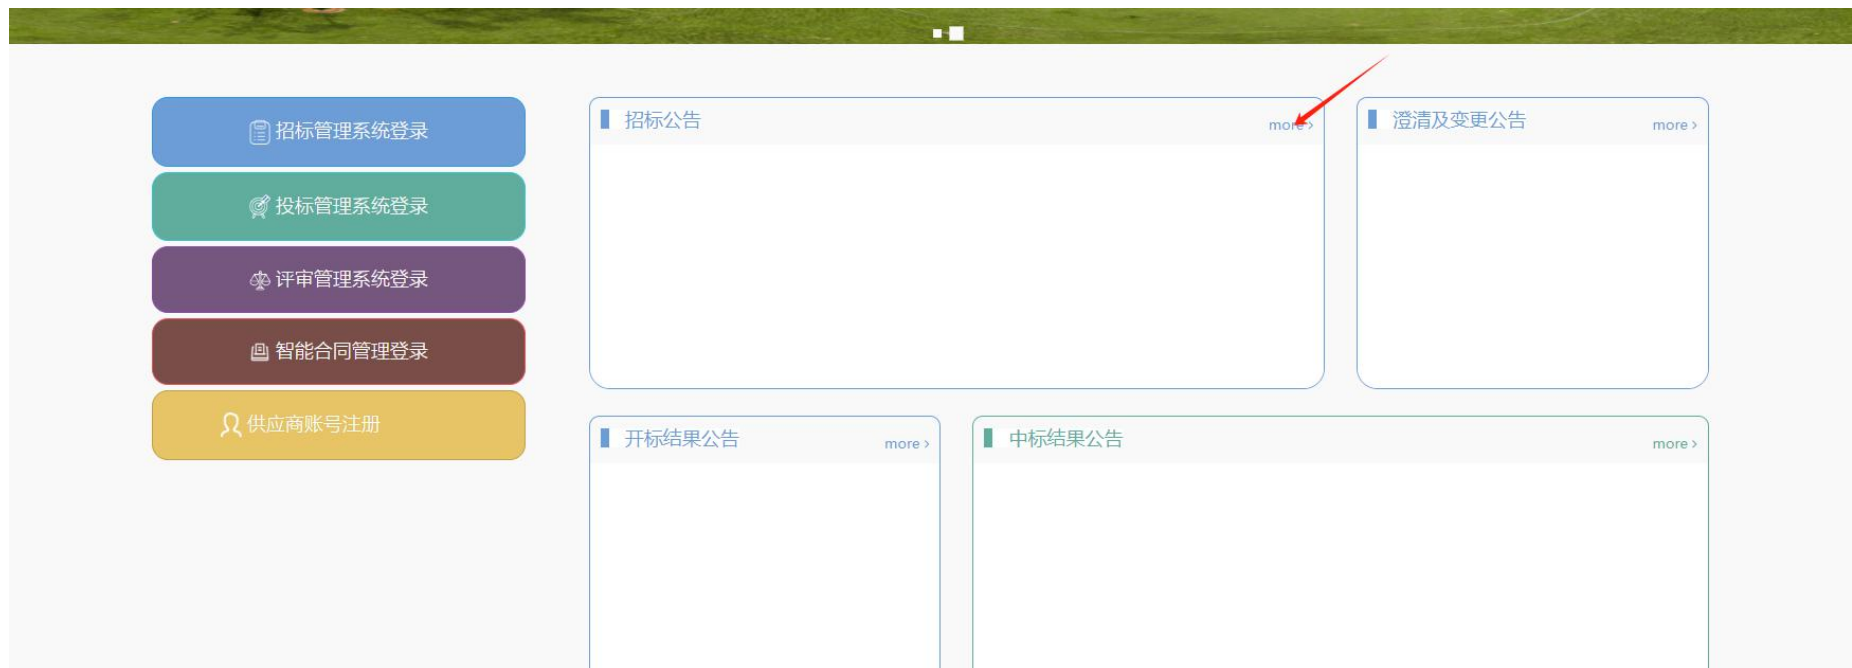 招标管理系统登录
投标管理系统登录
评审管理系统登录
智能合同管理登录
供应商账号注册
招标公告
more >
澄清及变更公告
more >
开标结果公告
more >
中标结果公告
more >